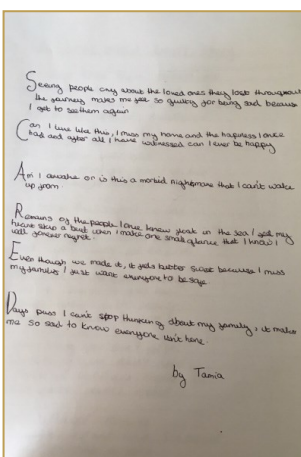 Seeing people cry about the loved ones they lost throughout
the journey makes me feel so guilty for being sad because
I get to see them again
Can I live like this, I miss my home and the happiness I once
had and after all I have witnessed can I ever be happy
Am I awake or is this a morbid nightmare that I can't wake
up from
Remains of the people I once knew in the sea I feel my
heart skip a beat when I make one small glance that I know I
will forever regret.
Even though we made it, it feels bitter sweet because I miss
my family I just want everyone to be safe
Days pass I can't stop thinking about my family, it makes
me so sad to know everyone isn't here.
by Tamia